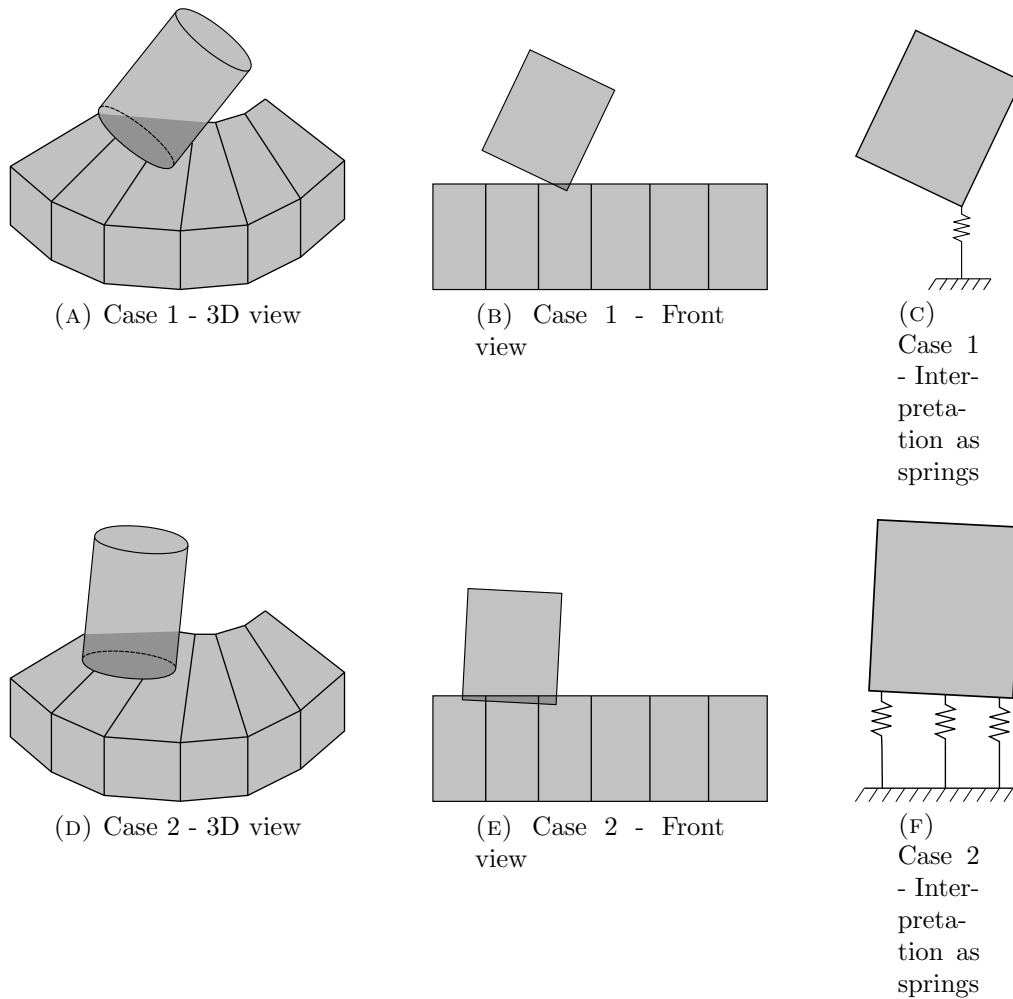 (A) Case 1 - 3D view
(B) Case 1 - Front
view
(C)
Case 1
- Inter-
preta-
tion as
springs
(D) Case 2 - 3D view
(E) Case 2 - Front
view
(F)
Case 2
- Inter-
preta-
tion as
springs